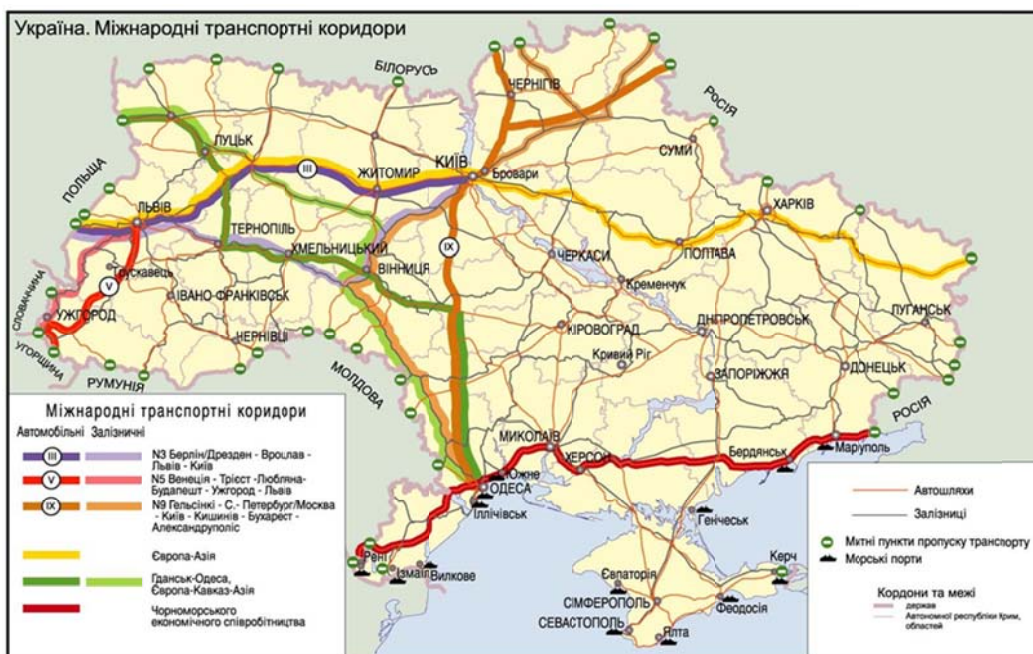 Україна. Міжнародні транспортні коридори
БІЛОРУСЬ
ЧЕРНІГІВ
РОСІЯ
ЛУЦЬК
КИЇВ
СУМИ
ПОЛЬЩА
III
ЖИТОМИР
Бровари
ХАРКІВ
ЛЬВІВ
ТЕРНОПІЛЬ
ХМЕЛЬНИЦЬКИЙ
IX
ПОЛТАВА
ВІННИЦЯ
ЧЕРКАСИ
Трускавець
СЛОВАЧЧИНА
V
ІВАНО-ФРАНКІВСЬК
Кременчук
ЛУГАНСЬК
УЖГОРОД
ЧЕРНІВЦІ
КІРОВОГРАД
ДНІПРОПЕТРОВСЬК
УГОРЩИНА
Кривий Ріг
ДОНЕЦЬК
РУМУНІЯ
МОЛДОВА
ЗАПОРІЖЖЯ
РОСІЯ
МИКОЛАЇВ
Маруполь
ХЕРСОН
Бердянськ
Южне
ОДЕСА
Іллічівськ
Генічеськ
Рені
Ізмаїл
Вилкове
Керч
Євпаторія
СІМФЕРОПОЛЬ
Феодосія
СЕВАСТОПОЛЬ
Ялта
Міжнародні транспортні коридори
Автомобільні Залізничні
III N3 Берлін/Дрезден - Вроцлав -
Львів - Київ
V N5 Венеція - Трієст -Любляна-
Будапешт - Ужгород - Львів
IX N9 Гельсінкі - С.- Петербург/Москва
- Київ - Кишинів - Бухарест -
Александруполіс
Європа-Азія
Гданськ-Одеса,
Європа-Кавказ-Азія
Чорноморського
економічного співробітництва
Автошляхи
Залізниці
Митні пункти пропуску транспорту
Морські порти
Кордони та межі
держав
Автономної республіки Крим,
областей